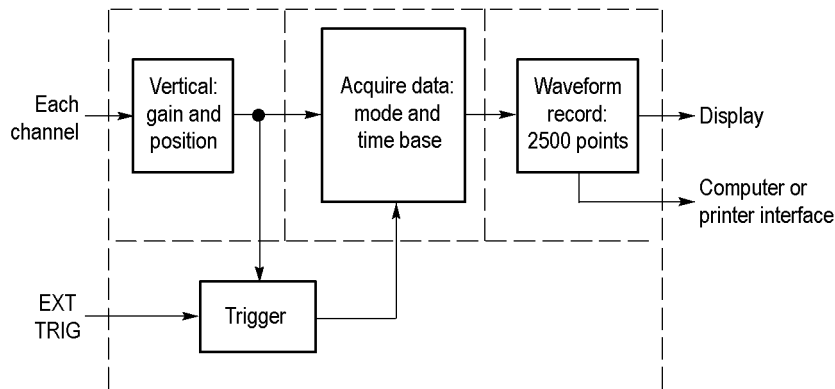 Each
channel
Vertical:
gain and
position
Acquire data:
mode and
time base
Waveform
record:
2500 points
Display
Computer or
printer interface
EXT
TRIG
Trigger